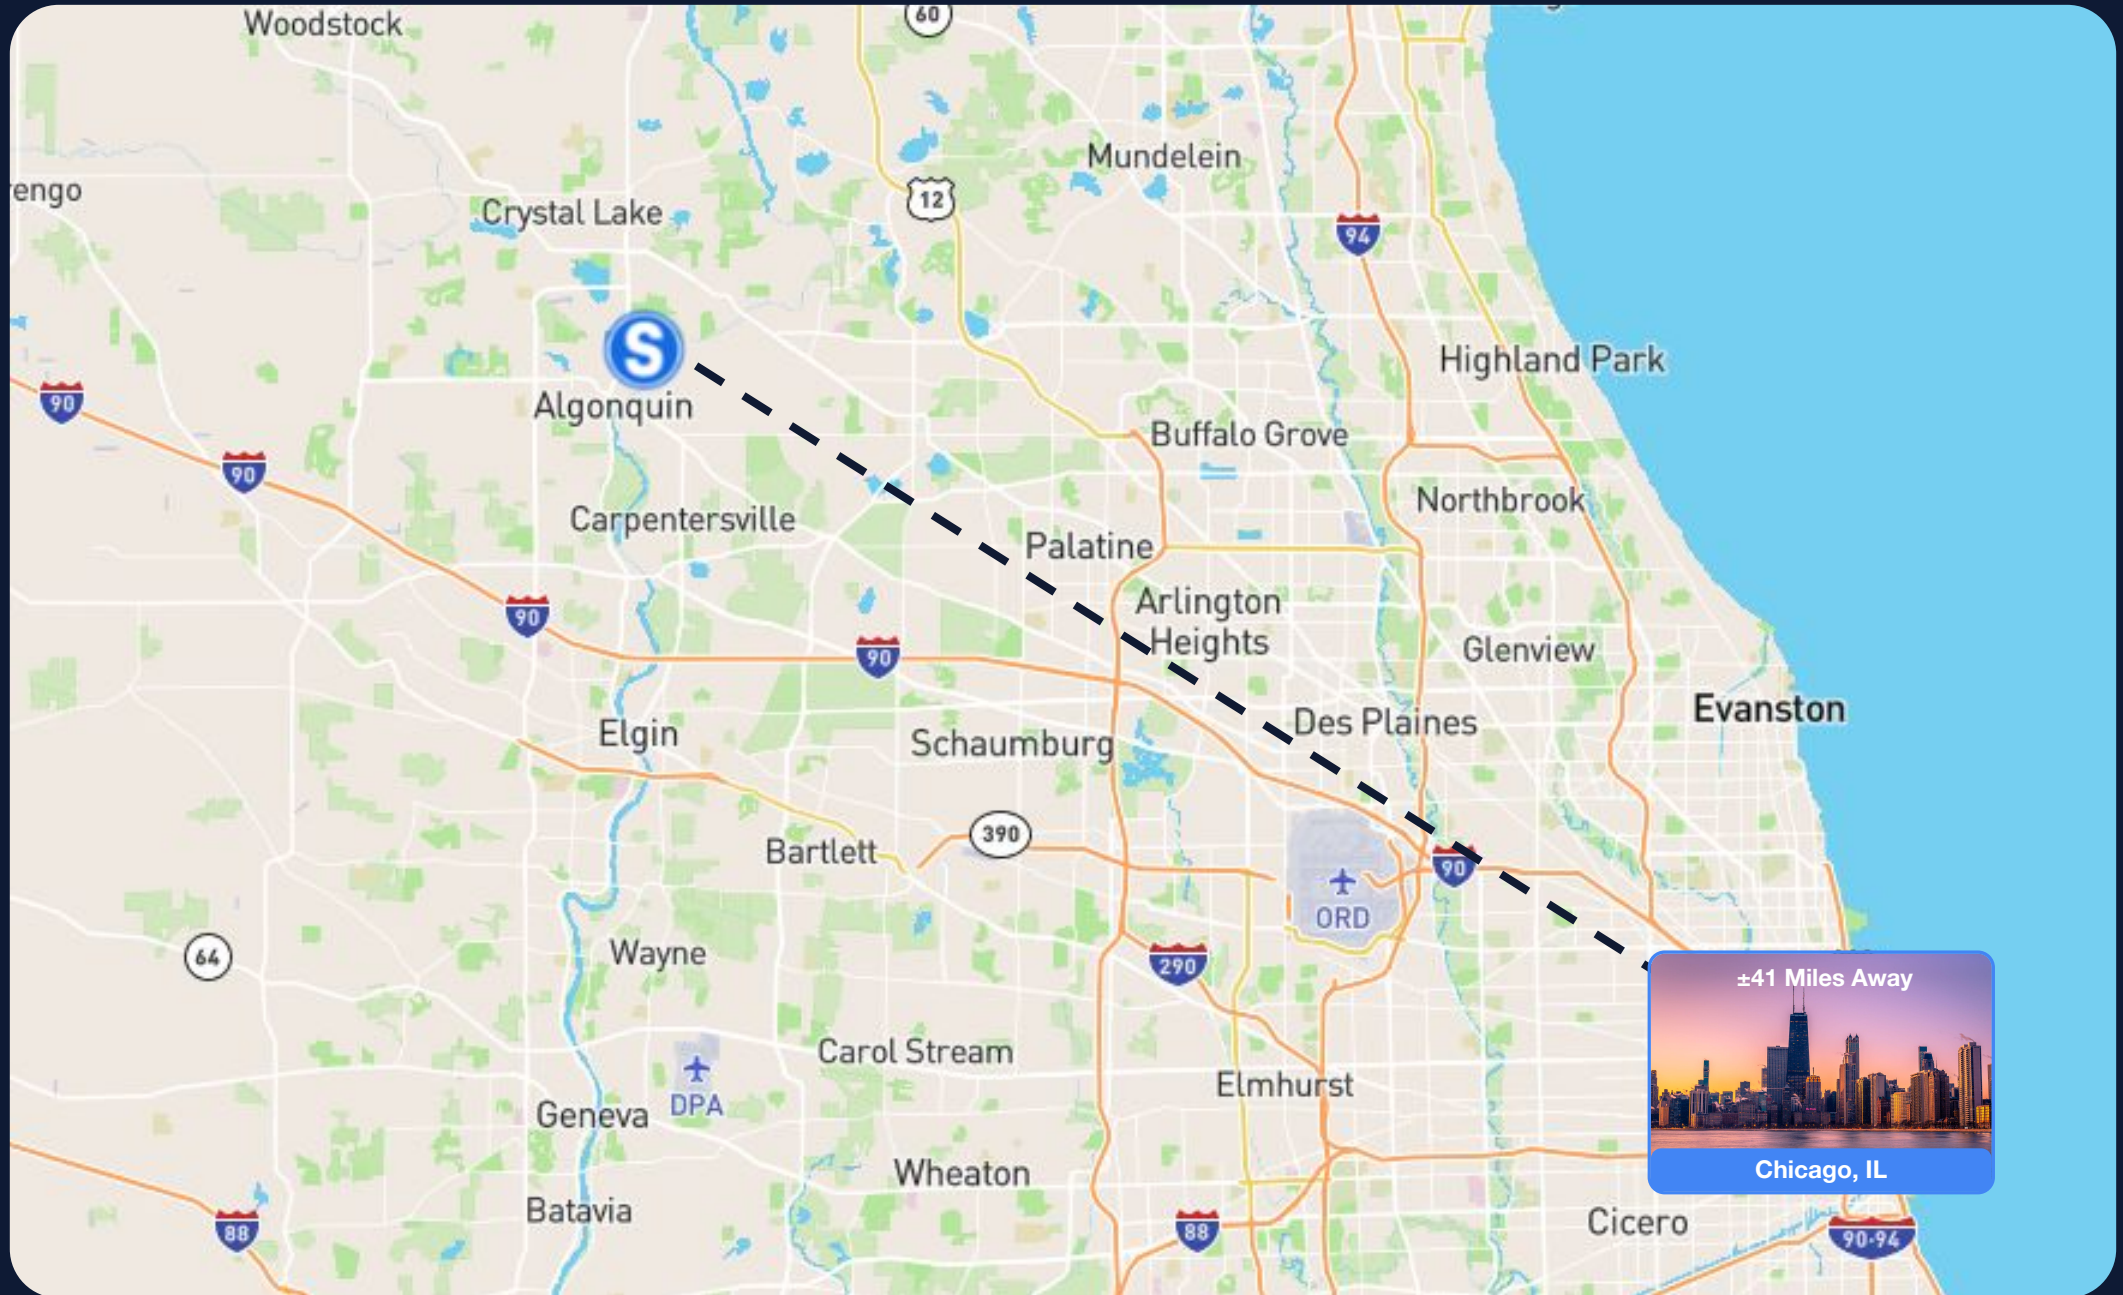 Woodstock
60
Mundelein
rengo
12
Crystal Lake
94
S
Highland Park
90
Algonquin
Buffalo Grove
90
Northbrook
Carpentersville
Palatine
Arlington
Heights
90
90
Glenview
Evanston
Des Plaines
Elgin
Schaumburg
390
Bartlett
90
ORD
64
Wayne
290
±41 Miles Away
Carol Stream
Elmhurst
DPA
Geneva
Wheaton
Chicago, IL
Batavia
Cicero
88
88
90-94